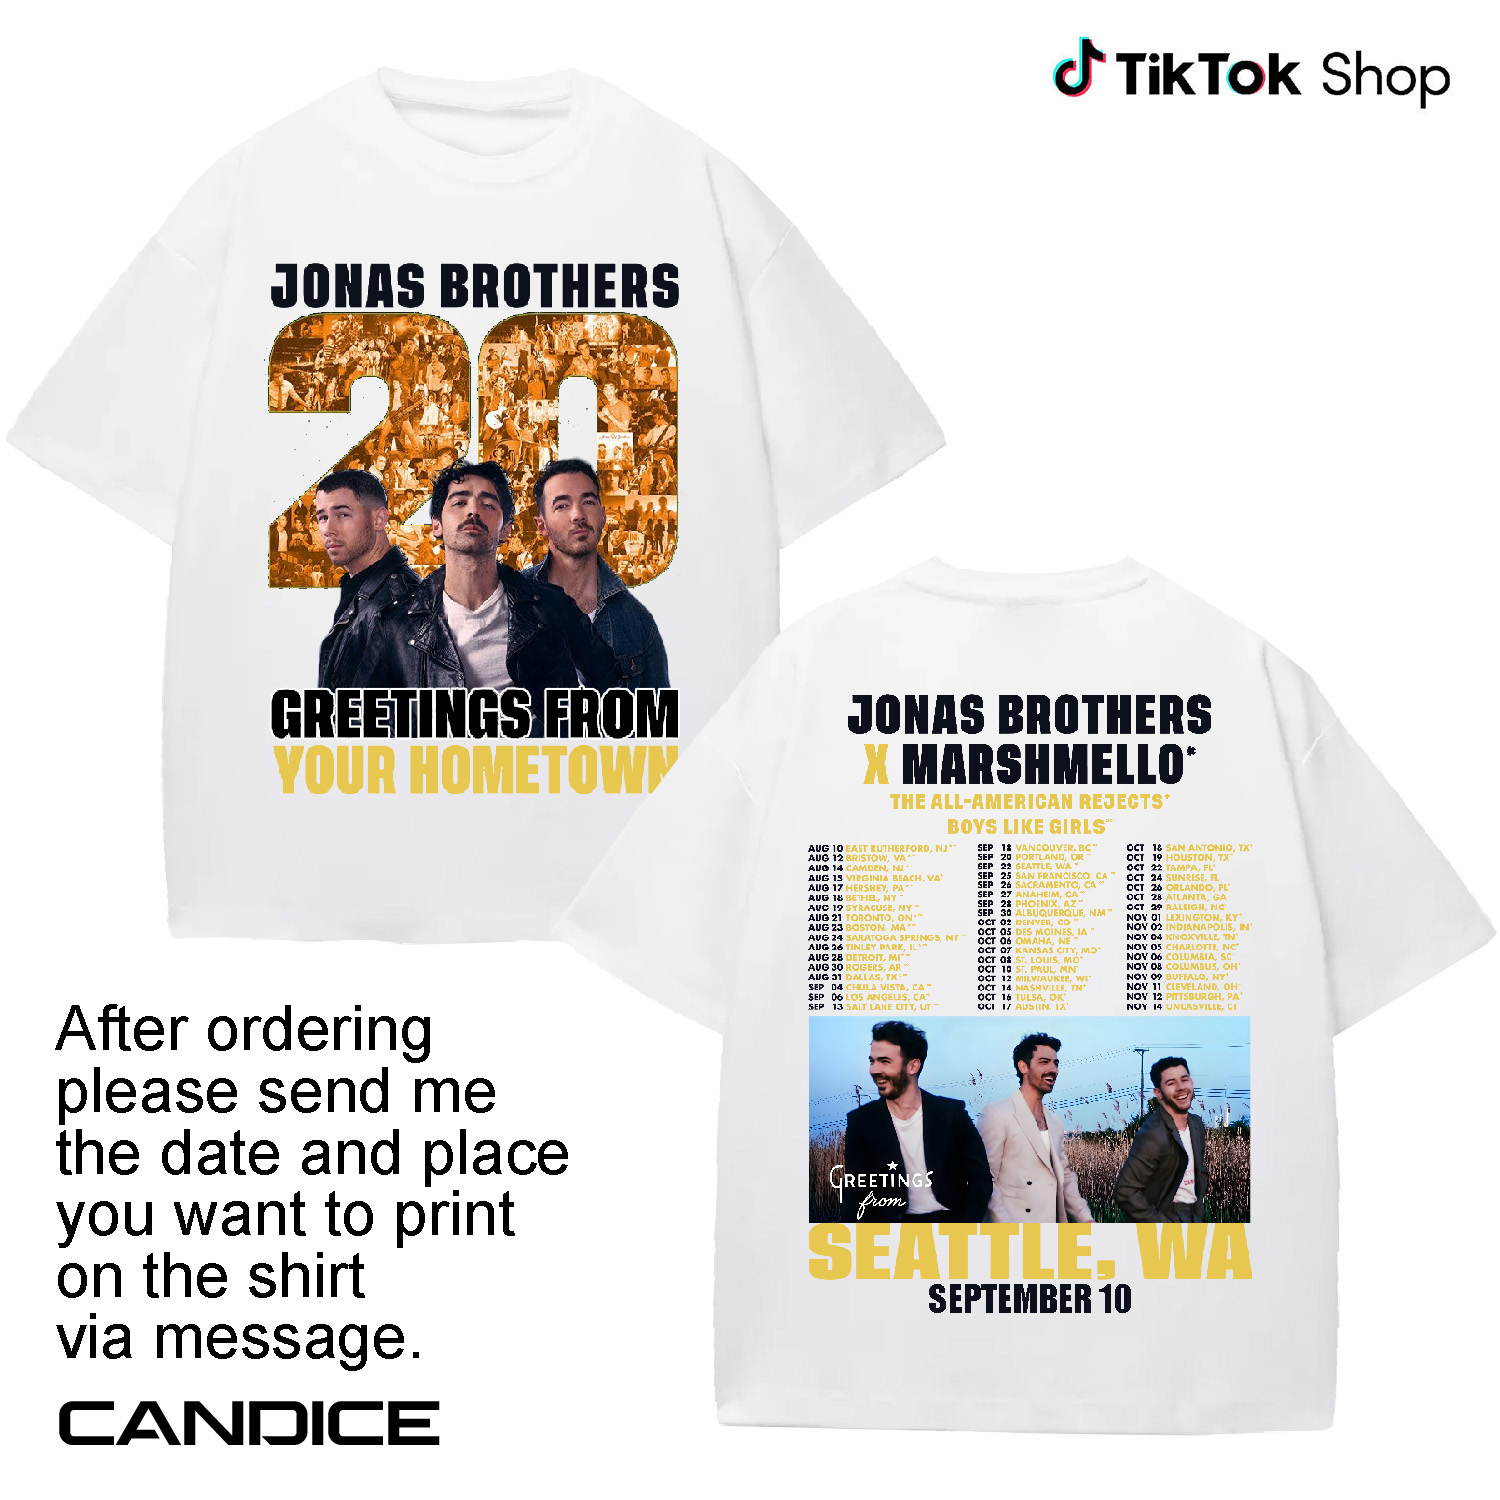 TikTok Shop
JONAS BROTHERS
20
GREETINGS FROM
YOUR HOMETOWN
JONAS BROTHERS
X MARSHMELLO*
THE ALL-AMERICAN REJECTS+
BOYS LIKE GIRLS
AUG 10 EAST RUTHERFORD, NJ
AUG 12 BRISTOW, VA
AUG 14 CAMDEN, NJ
AUG 15 VIRGINIA BEACH, VA
AUG 17 HERSHEY, PA
AUG 18 BETHEL, NY
AUG 19 SYRACUSE, NY
AUG 21 TORONTO, ON
AUG 23 BOSTON, MA
AUG 24 SARATOGA SPRINGS, NY
AUG 26 TINLEY PARK, IL
AUG 28 DETROIT, MI
AUG 30 ROGERS, AR
AUG 31 DALLAS, TX
SEP 04 CHULA VISTA, CA
SEP 06 LOS ANGELES, CA
SEP 13 SALT LAKE CITY, UT
SEP 18 VANCOUVER, BC
SEP 20 PORTLAND, OR
SEP 22 SEATTLE, WA
SEP 25 SAN FRANCISCO, CA
SEP 26 SACRAMENTO, CA
SEP 27 ANAHEIM, CA
SEP 28 PHOENIX, AZ
SEP 30 ALBUQUERQUE, NM
OCT 02 DENVER, CO
OCT 05 DES MOINES, IA
OCT 06 OMAHA, NE
OCT 07 KANSAS CITY, MO
OCT 08 ST. LOUIS, MO
OCT 10 ST. PAUL, MN
OCT 12 MILWAUKEE, WI
OCT 14 NASHVILLE, TN
OCT 16 TULSA, OK
OCT 17 AUSTIN, TX
OCT 18 SAN ANTONIO, TX
OCT 19 HOUSTON, TX
OCT 22 TAMPA, FL
OCT 24 SUNRISE, FL
OCT 26 ORLANDO, FL
OCT 28 ATLANTA, GA
OCT 29 RALEIGH, NC
NOV 01 LEXINGTON, KY
NOV 02 INDIANAPOLIS, IN
NOV 04 KNOXVILLE, TN
NOV 05 CHARLOTTE, NC
NOV 06 COLUMBIA, SC
NOV 08 COLUMBUS, OH
NOV 09 BUFFALO, NY
NOV 11 CLEVELAND, OH
NOV 12 PITTSBURGH, PA
NOV 14 UNCASVILLE, CT
GREETINGS
from
SEATTLE, WA
SEPTEMBER 10
After ordering
please send me
the date and place
you want to print
on the shirt
via message.
CANDICE